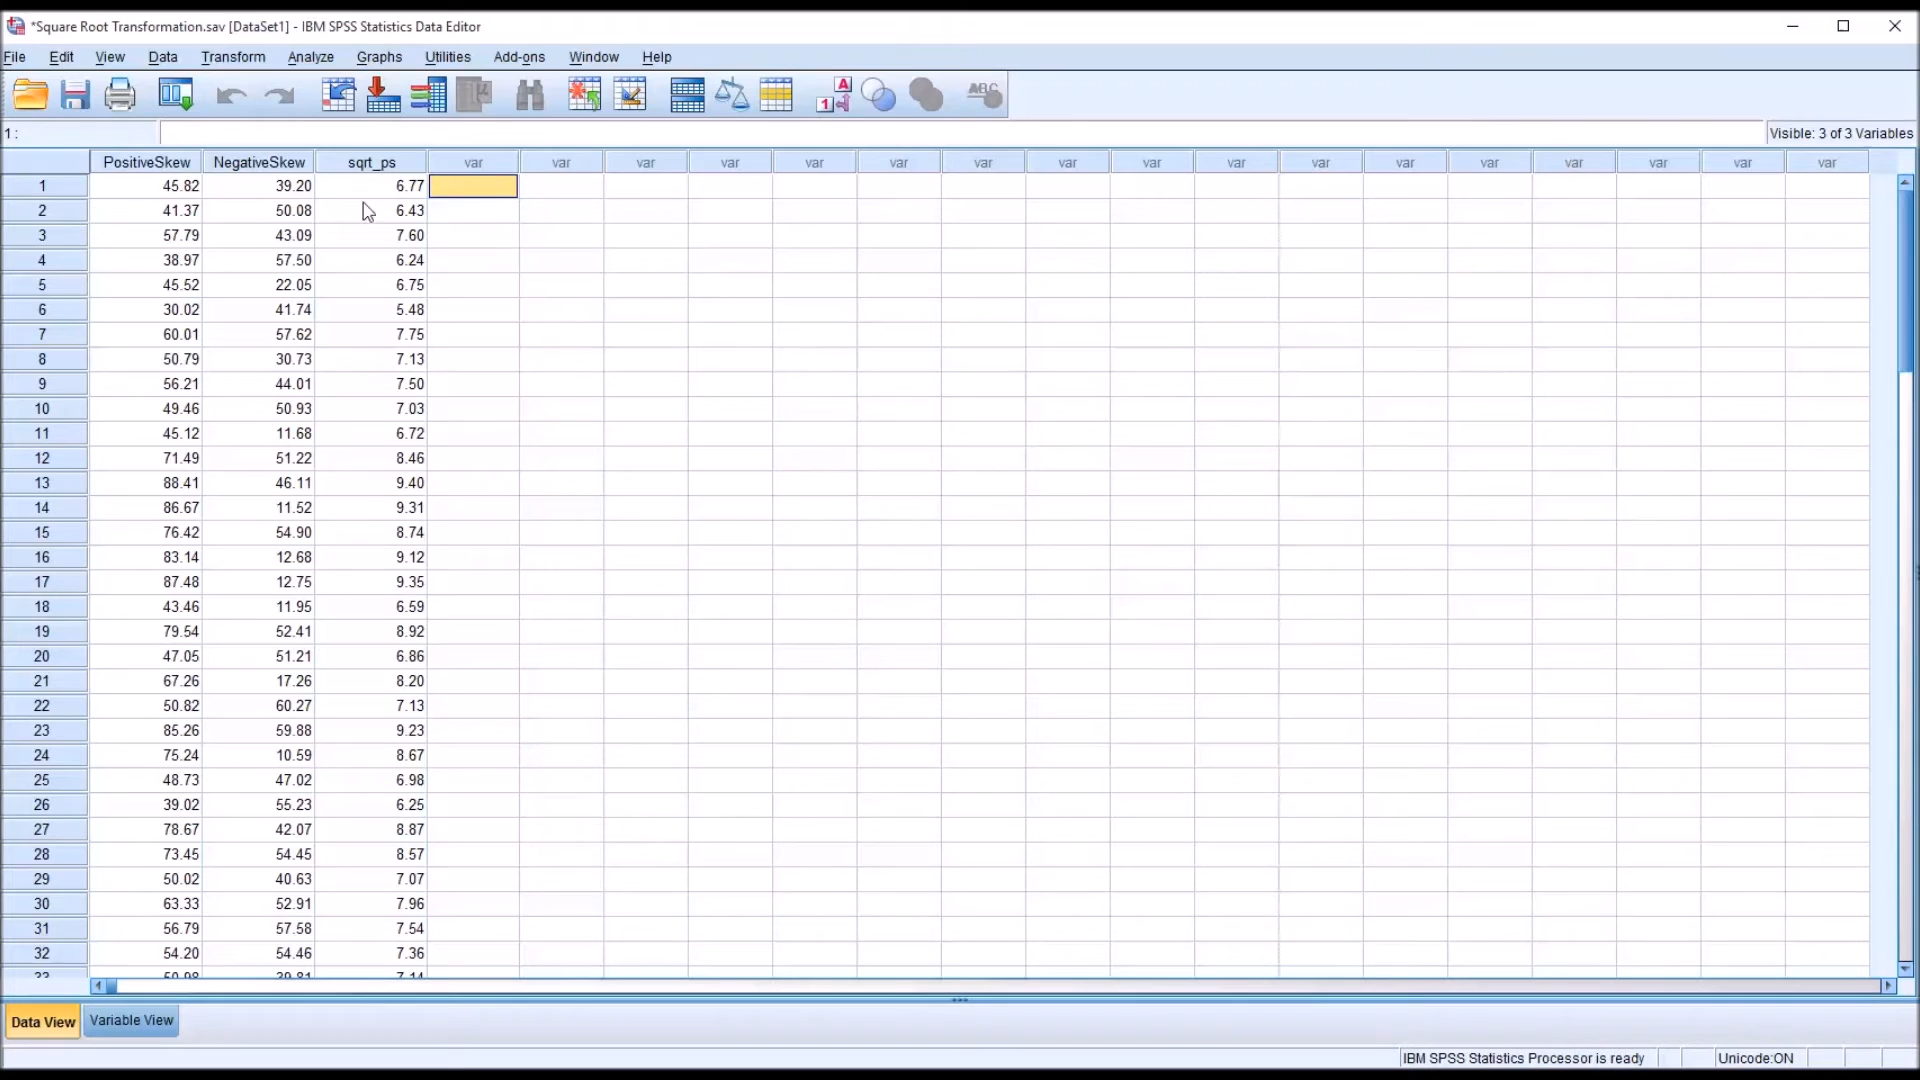 *Square Root Transformation.sav [DataSet1] - IBM SPSS Statistics Data Editor
File Edit View Data Transform Analyze Graphs Utilities Add-ons Window Help
1 : Visible: 3 of 3 Variables
PositiveSkew NegativeSkew sqrt_ps var var var var var var var var var var var var var var var var var
1 45.82 39.20 6.77
2 41.37 50.08 6.43
3 57.79 43.09 7.60
4 38.97 57.50 6.24
5 45.52 22.05 6.75
6 30.02 41.74 5.48
7 60.01 57.62 7.75
8 50.79 30.73 7.13
9 56.21 44.01 7.50
10 49.46 50.93 7.03
11 45.12 11.68 6.72
12 71.49 51.22 8.46
13 88.41 46.11 9.40
14 86.67 11.52 9.31
15 76.42 54.90 8.74
16 83.14 12.68 9.12
17 87.48 12.75 9.35
18 43.46 11.95 6.59
19 79.54 52.41 8.92
20 47.05 51.21 6.86
21 67.26 17.26 8.20
22 50.82 60.27 7.13
23 85.26 59.88 9.23
24 75.24 10.59 8.67
25 48.73 47.02 6.98
26 39.02 55.23 6.25
27 78.67 42.07 8.87
28 73.45 54.45 8.57
29 50.02 40.63 7.07
30 63.33 52.91 7.96
31 56.79 57.58 7.54
32 54.20 54.46 7.36
33 50.98 39.81 7.14
Data View Variable View
IBM SPSS Statistics Processor is ready Unicode:ON